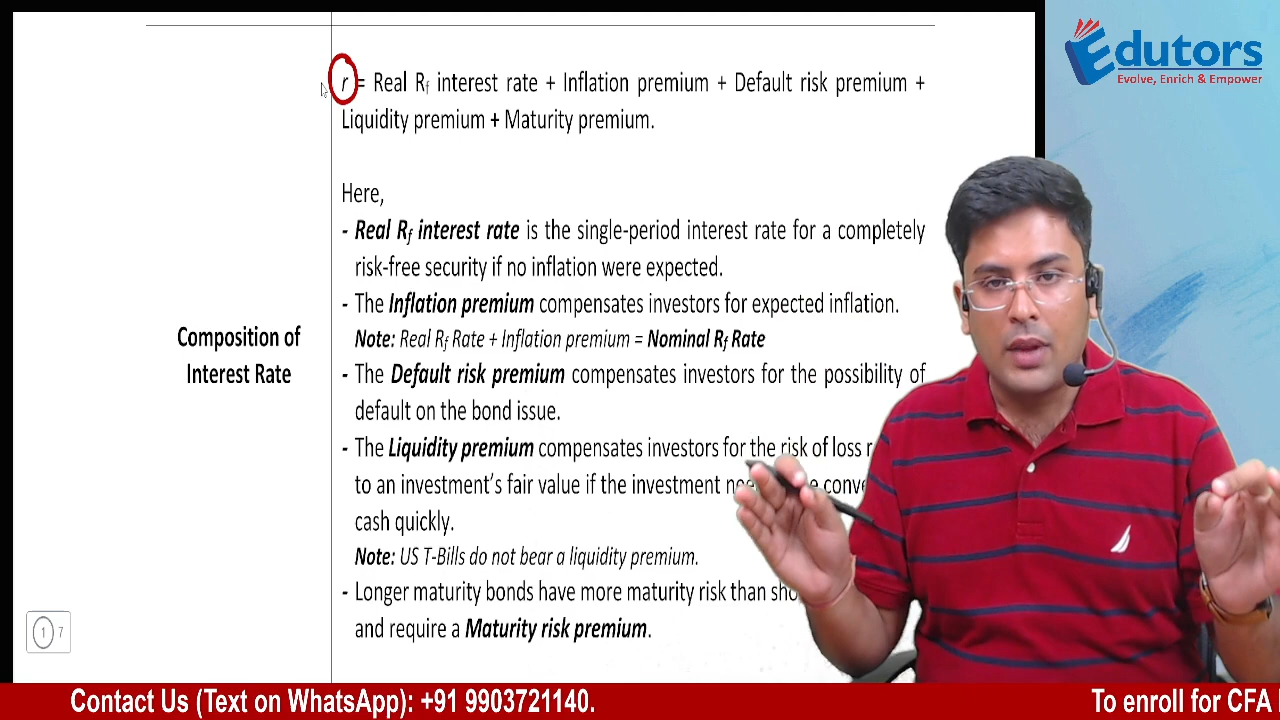 Edutors
Evolve, Enrich & Empower
r = Real Rf interest rate + Inflation premium + Default risk premium +
Liquidity premium + Maturity premium.
Here,
- Real Rf interest rate is the single-period interest rate for a completely
risk-free security if no inflation were expected.
- The Inflation premium compensates investors for expected inflation.
Note: Real Rf Rate + Inflation premium = Nominal Rf Rate
Composition of
Interest Rate
- The Default risk premium compensates investors for the possibility of
default on the bond issue.
- The Liquidity premium compensates investors for the risk of loss
to an investment's fair value if the investment
cash quickly.
Note: US T-Bills do not bear a liquidity premium.
- Longer maturity bonds have more maturity risk than
and require a Maturity risk premium.
1 7
Contact Us (Text on WhatsApp): +91 9903721140.
To enroll for CFA